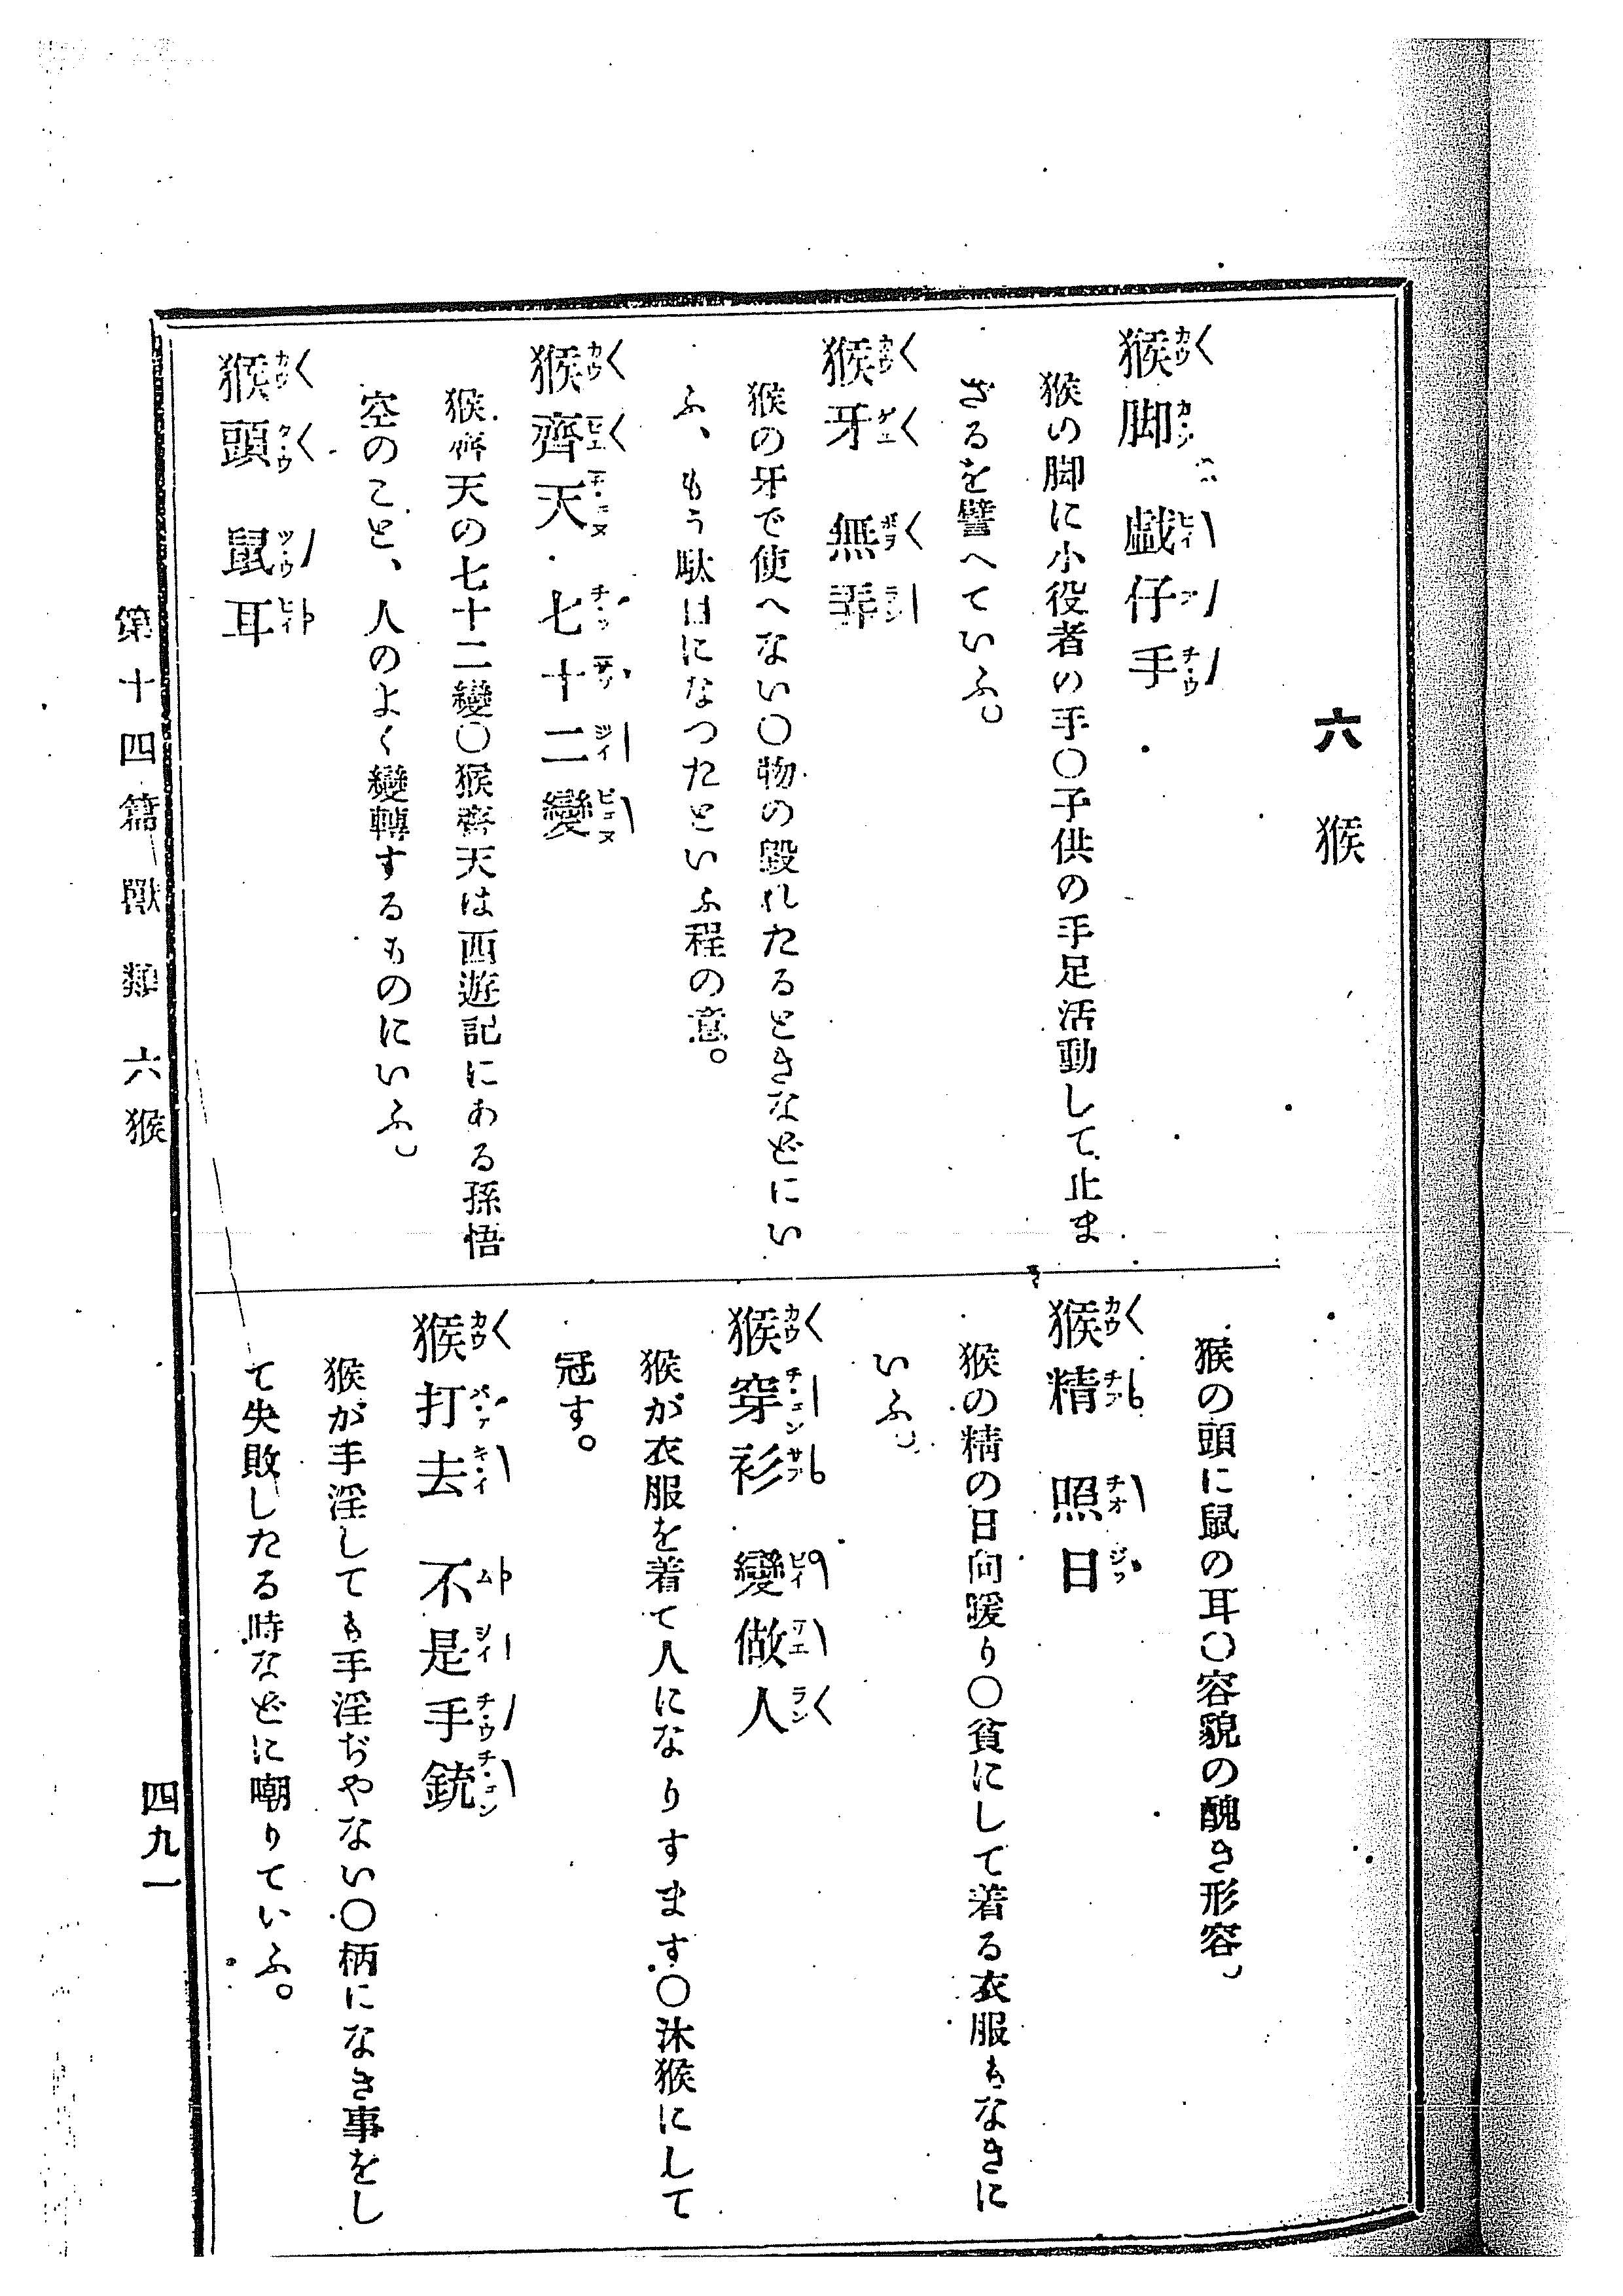 六　猴
猴脚　戯仔手
猴の脚に小役者の手〇子供の手足活動して止ま
ざるを譬へていふ。
猴牙　無弄
猴の牙で使へない〇物の毀れたるときなどにい
ふ、もう駄目になつたといふ程の意。
猴齊天　七十二變
猴齊天の七十二變〇猴齊天は西遊記にある孫悟
空のこと、人のよく變轉するものにいふ。
猴頭　鼠耳
猴の頭に鼠の耳〇容貌の醜き形容。
猴精　照日
猴の精の日向暖り〇貧にして着る衣服もなきに
いふ。
猴穿衫　變做人
猴が衣服を着て人になりすます〇沐猴にして
冠す。
猴打去　不是手銃
猴が手淫しても手淫ぢやない〇柄になき事をし
て失敗したる時などに嘲りていふ。
第十四篇　獸類　六猴
四九一